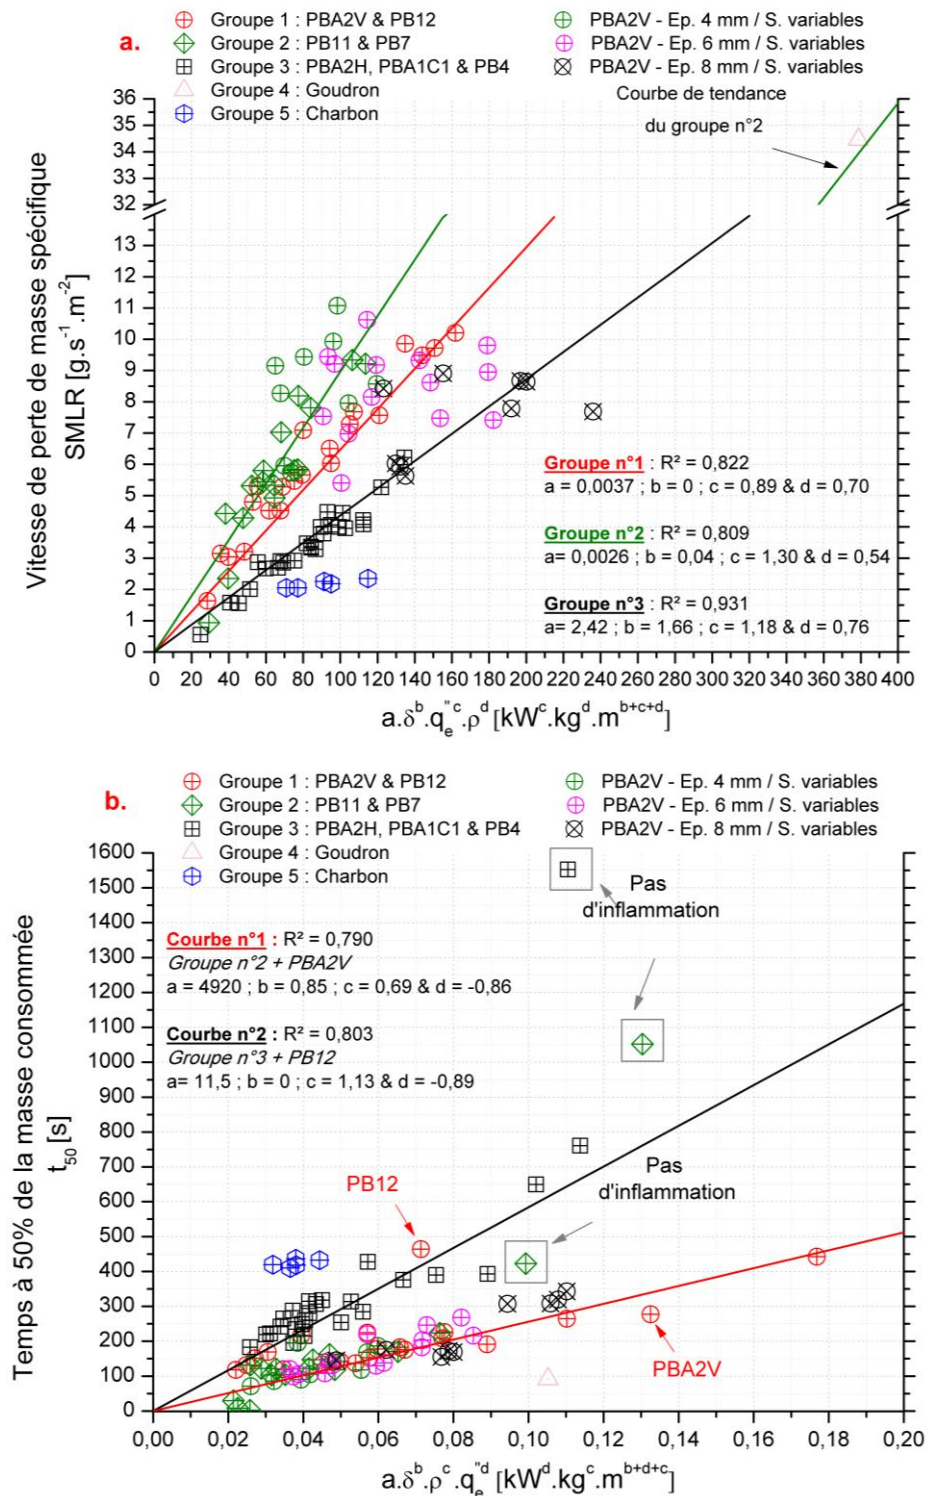 a.
Groupe 1 : PBA2V & PB12
Groupe 2 : PB11 & PB7
Groupe 3 : PBA2H, PBA1C1 & PB4
Groupe 4 : Goudron
Groupe 5 : Charbon
PBA2V - Ep. 4 mm / S. variables
PBA2V - Ep. 6 mm / S. variables
PBA2V - Ep. 8 mm / S. variables
Courbe de tendance
du groupe n°2
Vitesse de perte de masse spécifique
SMLR [g.s⁻¹.m⁻²]
36
35
34
33
32
13
12
11
10
9
8
7
6
5
4
3
2
1
0
Groupe n°1 : R² = 0,822
a = 0,0037 ; b = 0 ; c = 0,89 & d = 0,70
Groupe n°2 : R² = 0,809
a= 0,0026 ; b = 0,04 ; c = 1,30 & d = 0,54
Groupe n°3 : R² = 0,931
a= 2,42 ; b = 1,66 ; c = 1,18 & d = 0,76
0 20 40 60 80 100 120 140 160 180 200 220 240 260 280 300 320 340 360 380 400
a.δᵇ.qₑ"ᶜ.ρᵈ [kWᶜ.kgᵈ.mᵇ⁺ᶜ⁺ᵈ]
b.
Groupe 1 : PBA2V & PB12
Groupe 2 : PB11 & PB7
Groupe 3 : PBA2H, PBA1C1 & PB4
Groupe 4 : Goudron
Groupe 5 : Charbon
PBA2V - Ep. 4 mm / S. variables
PBA2V - Ep. 6 mm / S. variables
PBA2V - Ep. 8 mm / S. variables
Temps à 50% de la masse consommée
t₅₀ [s]
1600
1500
1400
1300
1200
1100
1000
900
800
700
600
500
400
300
200
100
0
Pas
d'inflammation
Courbe n°1 : R² = 0,790
Groupe n°2 + PBA2V
a = 4920 ; b = 0,85 ; c = 0,69 & d = -0,86
Courbe n°2 : R² = 0,803
Groupe n°3 + PB12
a= 11,5 ; b = 0 ; c = 1,13 & d = -0,89
Pas
d'inflammation
PB12
PBA2V
0,00 0,02 0,04 0,06 0,08 0,10 0,12 0,14 0,16 0,18 0,20
a.δᵇ.ρᶜ.qₑ"ᵈ [kWᵈ.kgᶜ.mᵇ⁺ᵈ⁺ᶜ]